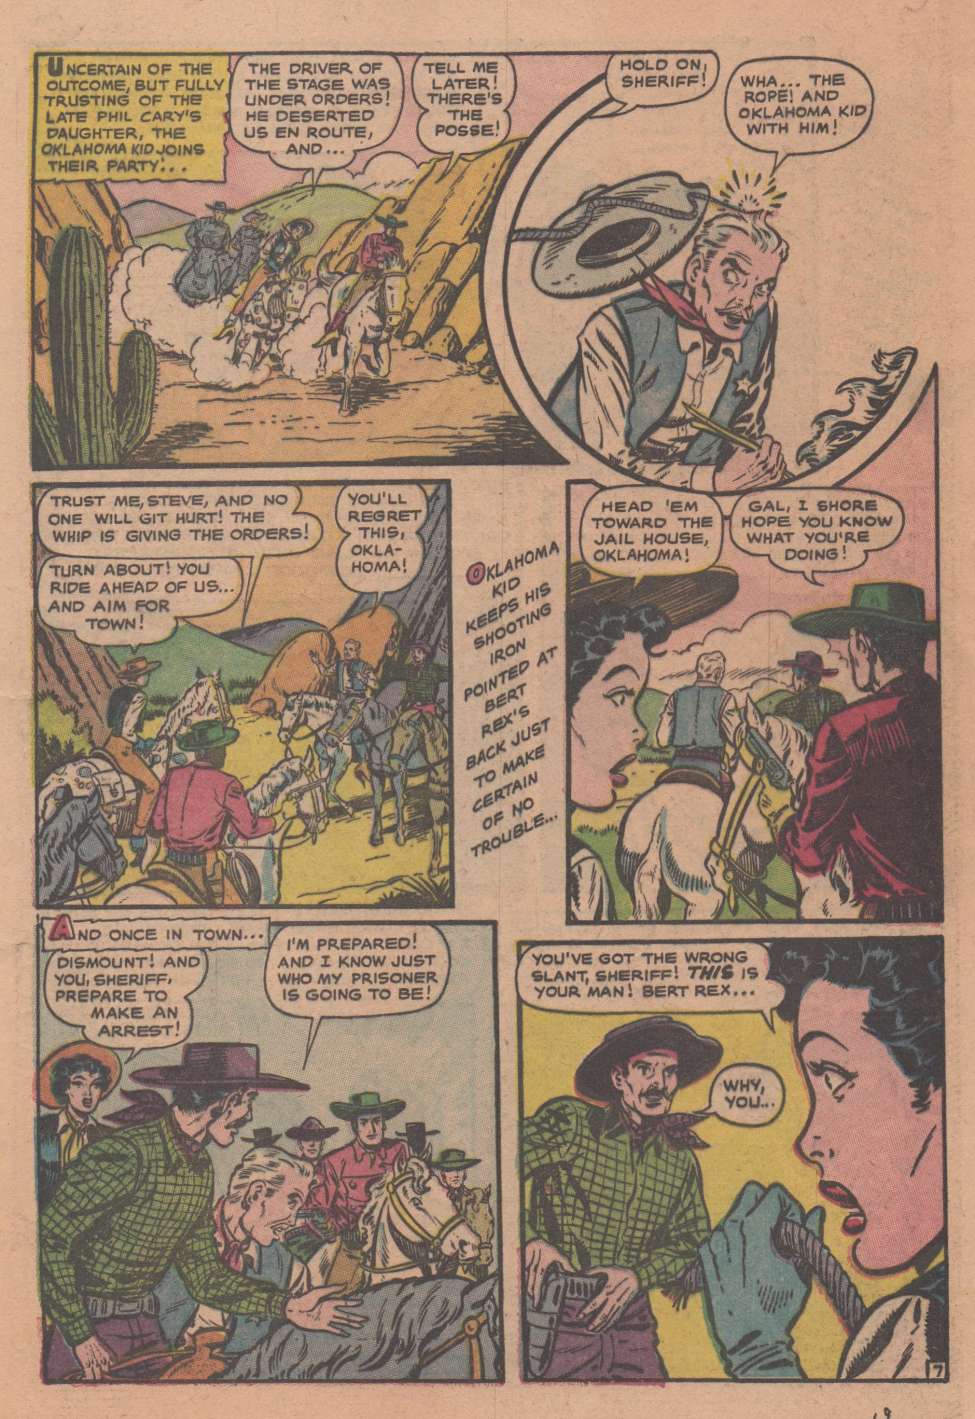 UNCERTAIN OF THE
OUTCOME, BUT FULLY
TRUSTING OF THE
LATE PHIL CARY'S
DAUGHTER, THE
OKLAHOMA KID JOINS
THEIR PARTY...
THE DRIVER OF
THE STAGE WAS
UNDER ORDERS!
HE DESERTED
US EN ROUTE,
AND...
TELL ME
LATER!
THERE'S
THE
POSSE!
HOLD ON,
SHERIFF!
WHA... THE
ROPE! AND
OKLAHOMA KID
WITH HIM!
TRUST ME, STEVE, AND NO
ONE WILL GIT HURT! THE
WHIP IS GIVING THE ORDERS!
TURN ABOUT! YOU
RIDE AHEAD OF US...
AND AIM FOR
TOWN!
YOU'LL
REGRET
THIS,
OKLA-
HOMA!
OKLAHOMA
KID
KEEPS HIS
SHOOTING
IRON
POINTED AT
BERT
REX'S
BACK JUST
TO MAKE
CERTAIN
OF NO
TROUBLE...
HEAD 'EM
TOWARD THE
JAIL HOUSE,
OKLAHOMA!
GAL, I SHORE
HOPE YOU KNOW
WHAT YOU'RE
DOING!
AND ONCE IN TOWN...
DISMOUNT! AND
YOU, SHERIFF,
PREPARE TO
MAKE AN
ARREST!
I'M PREPARED!
AND I KNOW JUST
WHO MY PRISONER
IS GOING TO BE!
YOU'VE GOT THE WRONG
SLANT, SHERIFF! THIS IS
YOUR MAN! BERT REX...
WHY,
YOU...
7